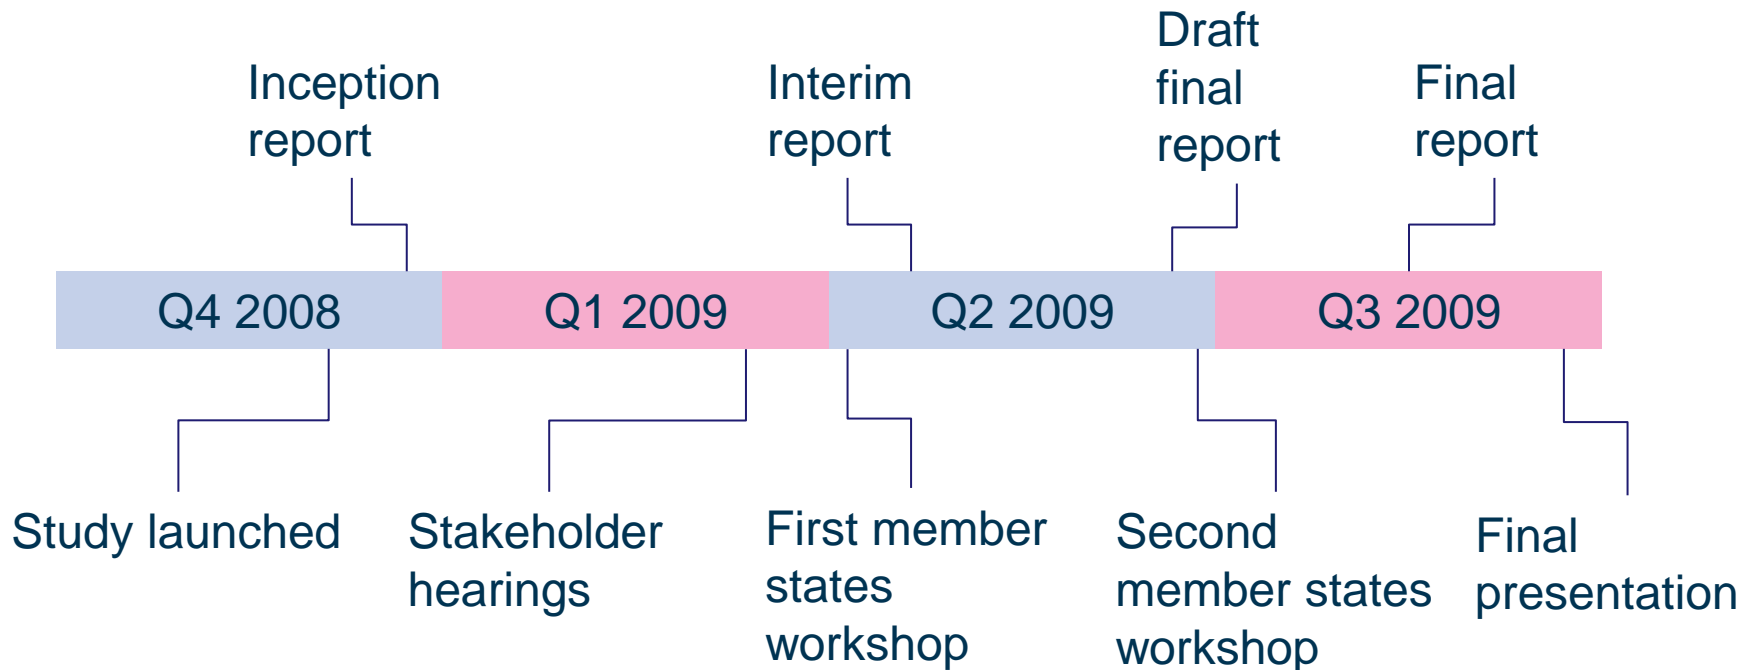 Inception
report
Interim
report
Draft
final
report
Final
report
Q4 2008
Q1 2009
Q2 2009
Q3 2009
Study launched
Stakeholder
hearings
First member
states
workshop
Second
member states
workshop
Final
presentation